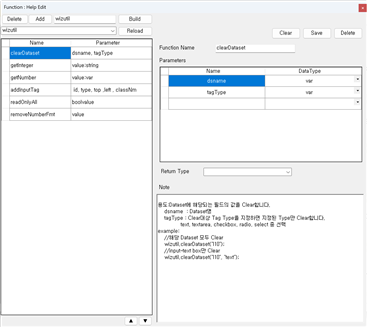 Function : Help Edit
Delete Add wizutil Build
wizutil Reload
Name Parameter
clearDataset dsname, tagType
getInteger value:string
getNumber value:var
addInputTag id, type, top ,left , classNm
readOnlyAll boolvalue
removeNumberFmt value
Clear Save Delete
Function Name clearDataset
Parameters
Name DataType
dsname var
tagType var
Return Type
Note
용도:Dataset에 해당되는 필드의 값을 Clear합니다.
dsname : Dataset명
tagType : Clear대상 Tag Type를 지정하면 지정된 Type만 Clear합니다.
text, textarea, checkbox, radio, select 중 선택
example:
//해당 Dataset 모두 Clear
wizutil.clearDataset("110");
//input-text box만 Clear
wizutil.clearDataset("110", "text");